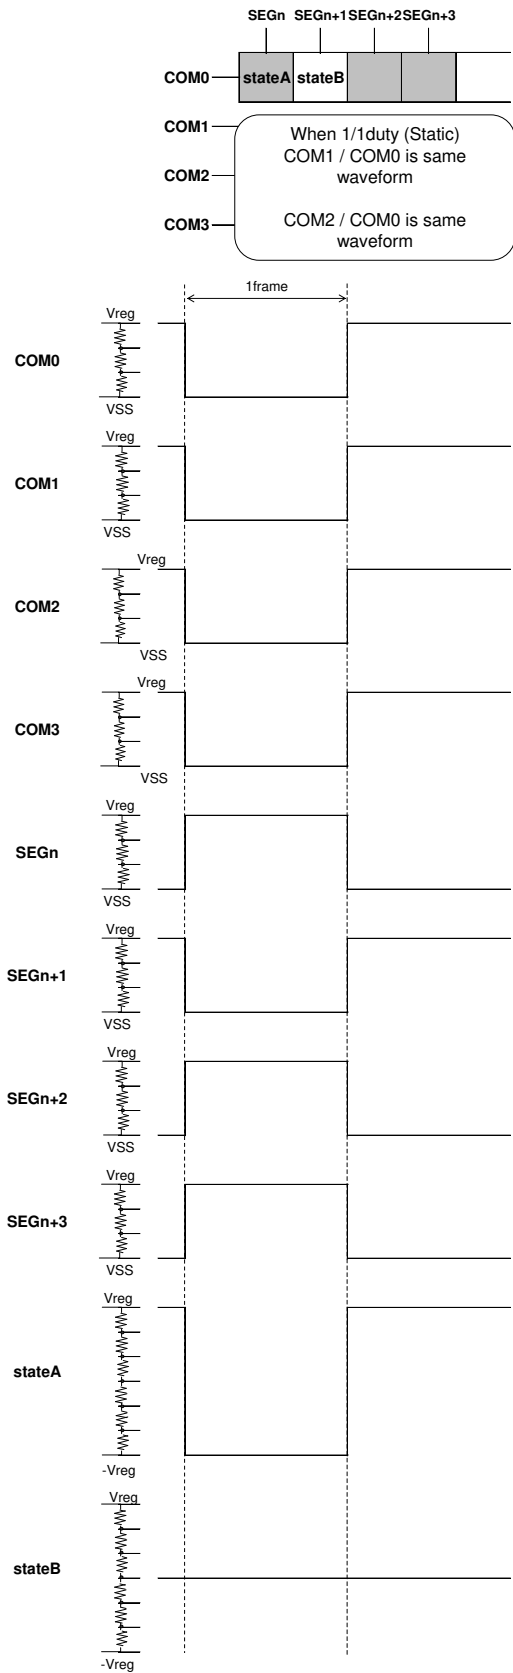 SEGn SEGn+1 SEGn+2 SEGn+3
COM0 stateA stateB
COM1
COM2
COM3
When 1/1duty (Static)
COM1 / COM0 is same
waveform
COM2 / COM0 is same
waveform
1frame
Vreg
COM0
VSS
Vreg
COM1
VSS
Vreg
COM2
VSS
Vreg
COM3
VSS
Vreg
SEGn
VSS
Vreg
SEGn+1
VSS
Vreg
SEGn+2
VSS
Vreg
SEGn+3
VSS
Vreg
stateA
-Vreg
Vreg
stateB
-Vreg